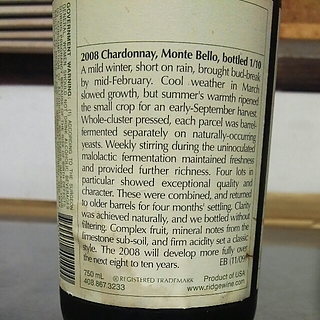 2008 Chardonnay, Monte Bello, bottled 1/10
A mild winter, short on rain, brought bud-break
by mid-February. Cool weather in March
slowed growth, but summer's warmth ripened
the small crop for an early-September harvest.
Whole-cluster pressed, each parcel was barrel-
fermented separately on naturally-occurring
yeasts. Weekly stirring during the uninoculated
malolactic fermentation maintained freshness
and provided further richness. Four lots in
particular showed exceptional quality and
character. These were combined, and returned
to older barrels for four months' settling. Clarity
was achieved naturally, and we bottled without
filtering. Complex fruit, mineral notes from the
limestone sub-soil, and firm acidity set a classic
style. The 2008 will develop more fully over
the next eight to ten years.
EB (11/09)
750 mL
® REGISTERED TRADEMARK
Product of USA
408.867.3233
www.ridgewine.com
GOVERNMENT WARNING: